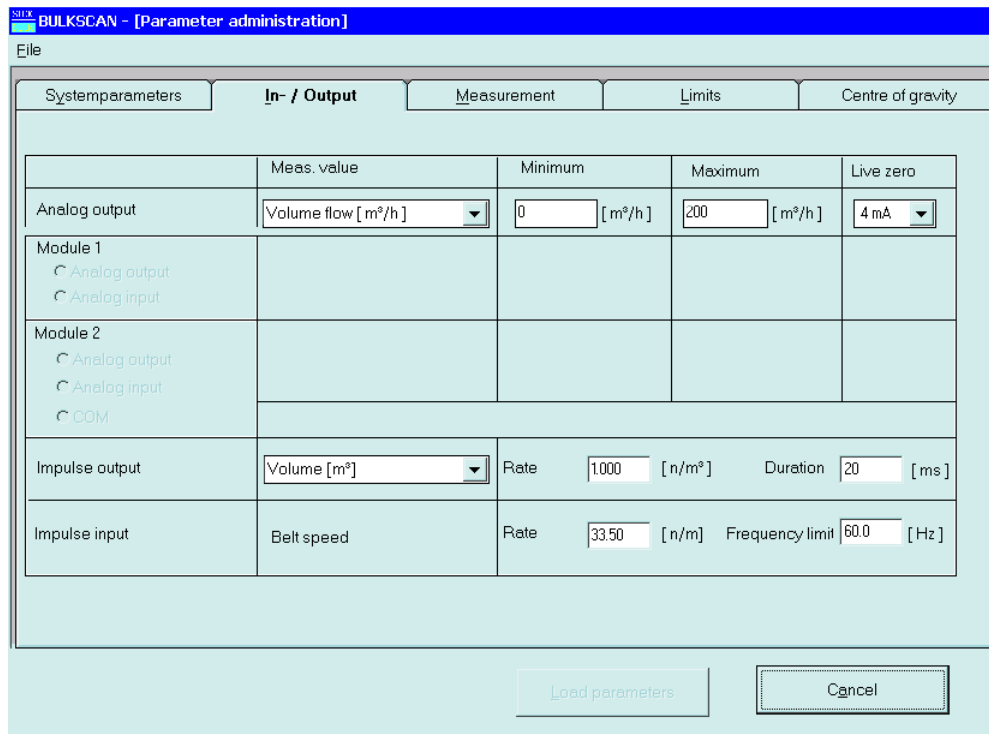 SICK BULKSCAN - [Parameter administration]
File
Systemparameters In- / Output Measurement Limits Centre of gravity
Meas. value Minimum Maximum Live zero
Analog output Volume flow [ m³/h ] 0 [ m³/h ] 200 [ m³/h ] 4 mA
Module 1
Analog output
Analog input
Module 2
Analog output
Analog input
COM
Impulse output Volume [m³] Rate 1.000 [ n/m³ ] Duration 20 [ ms ]
Impulse input Belt speed Rate 33.50 [ n/m] Frequency limit 60.0 [ Hz ]
Load parameters Cancel